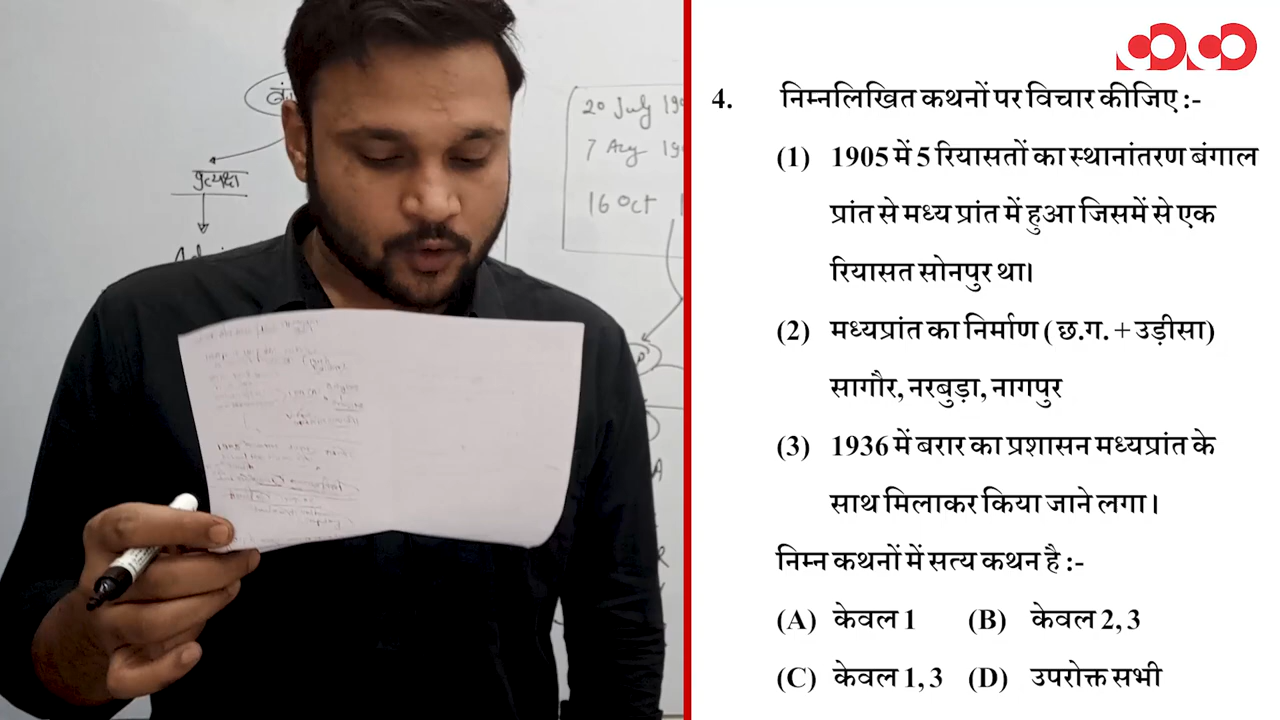 20 July 19
7 Aug 19
16 Oct
4. निम्नलिखित कथनों पर विचार कीजिए :-
(1) 1905 में 5 रियासतों का स्थानांतरण बंगाल
प्रांत से मध्य प्रांत में हुआ जिसमें से एक
रियासत सोनपुर था।
(2) मध्यप्रांत का निर्माण ( छ.ग. + उड़ीसा)
सागौर, नरबुड़ा, नागपुर
(3) 1936 में बरार का प्रशासन मध्यप्रांत के
साथ मिलाकर किया जाने लगा।
निम्न कथनों में सत्य कथन है :-
(A) केवल 1 (B) केवल 2, 3
(C) केवल 1, 3 (D) उपरोक्त सभी